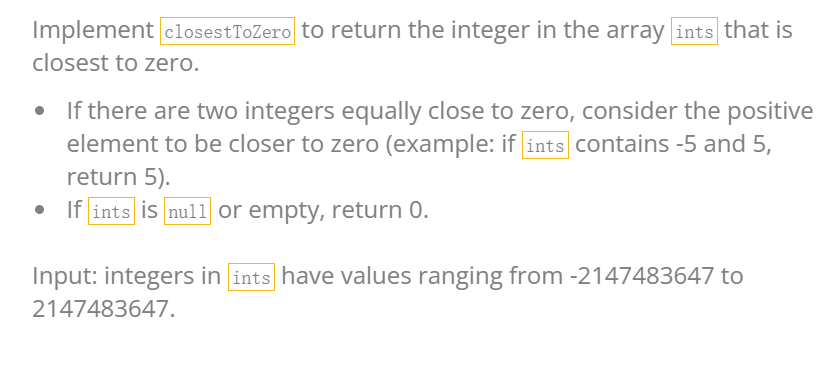 Implement closestToZero to return the integer in the array ints that is
closest to zero.
• If there are two integers equally close to zero, consider the positive
element to be closer to zero (example: if ints contains -5 and 5,
return 5).
• If ints is null or empty, return 0.
Input: integers in ints have values ranging from -2147483647 to
2147483647.